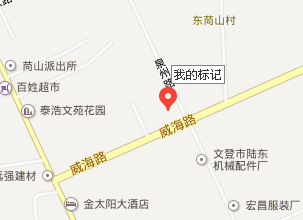 东荷山村
泉州路
荷山派出所
我的标记
百姓超市
泰浩文苑花园
威海路
威海路
文登市陆东
机械配件厂
远强建材
金太阳大酒店
宏昌服装厂